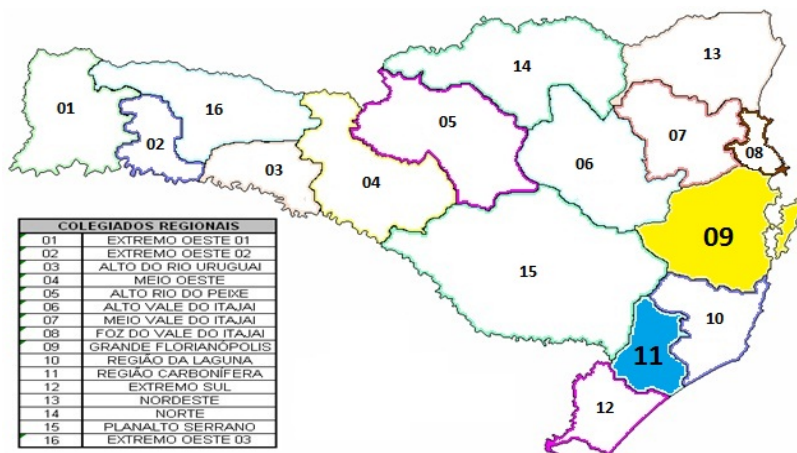 13
14
01
16
05
07
02
08
06
03
04
09
15
10
11
12
COLEGIADOS REGIONAIS
01 EXTREMO OESTE 01
02 EXTREMO OESTE 02
03 ALTO DO RIO URUGUAI
04 MEIO OESTE
05 ALTO RIO DO PEIXE
06 ALTO VALE DO ITAJAI
07 MEIO VALE DO ITAJAI
08 FOZ DO VALE DO ITAJAI
09 GRANDE FLORIANÓPOLIS
10 REGIÃO DA LAGUNA
11 REGIÃO CARBONÍFERA
12 EXTREMO SUL
13 NORDESTE
14 NORTE
15 PLANALTO SERRANO
16 EXTREMO OESTE 03